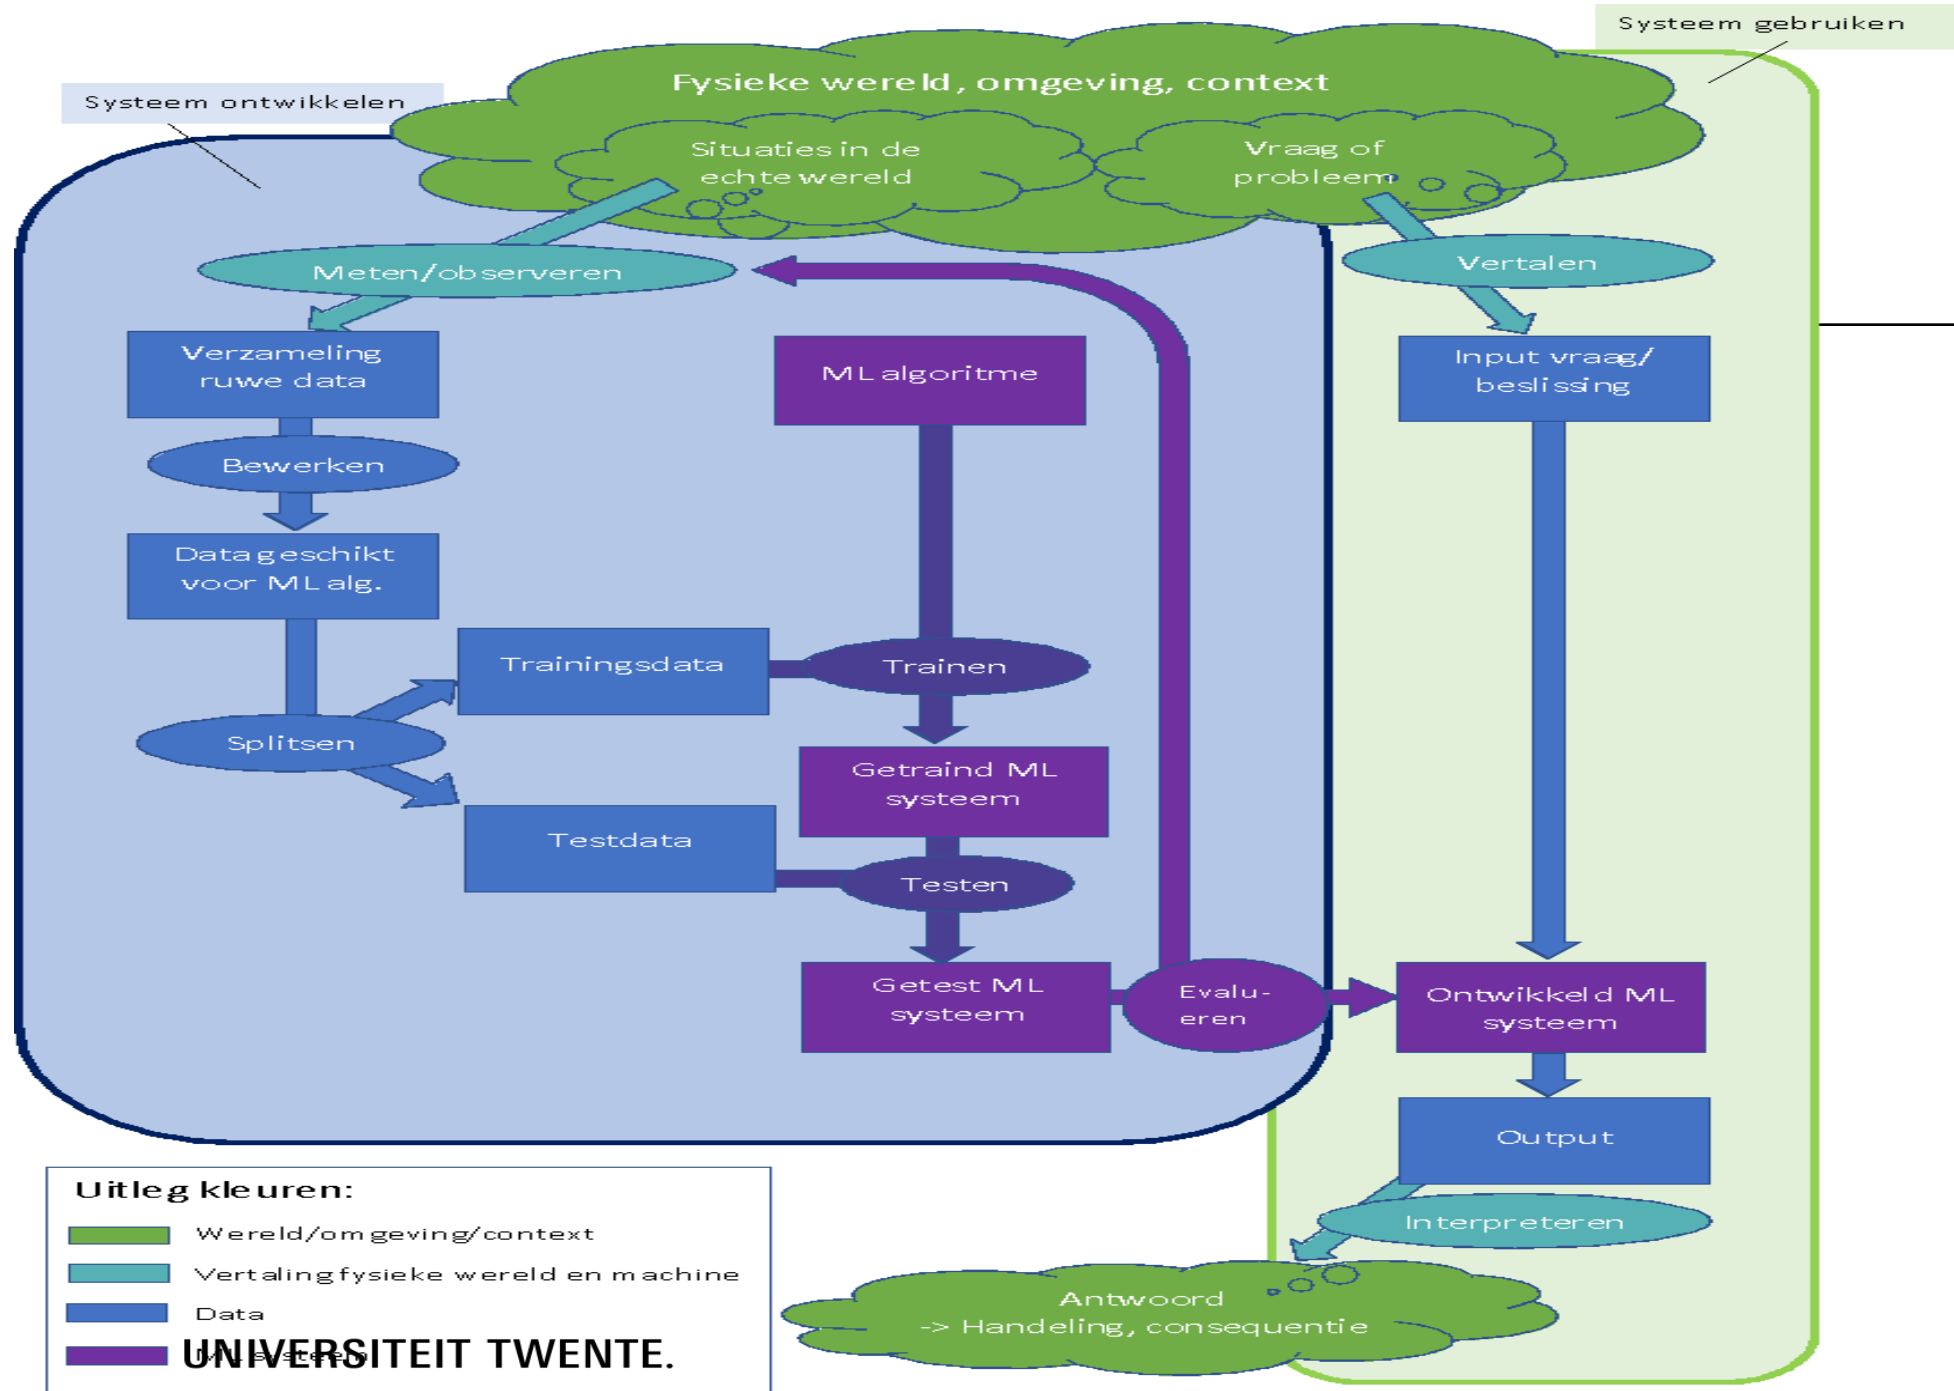 Systeem gebruiken
Systeem ontwikkelen
Fysieke wereld, omgeving, context
Situaties in de
echte wereld
Vraag of
probleem
Meten/observeren
Vertalen
Verzameling
ruwe data
ML algoritme
Input vraag/
beslissing
Bewerken
Data geschikt
voor ML alg.
Trainingsdata
Trainen
Splitsen
Getraind ML
systeem
Testdata
Testen
Getest ML
systeem
Evalu-
eren
Ontwikkeld ML
systeem
Output
Interpreteren
Antwoord
-> Handeling, consequentie
Uitleg kleuren:
Wereld/omgeving/context
Vertaling fysieke wereld en machine
Data
ML systeem
UNIVERSITEIT TWENTE.